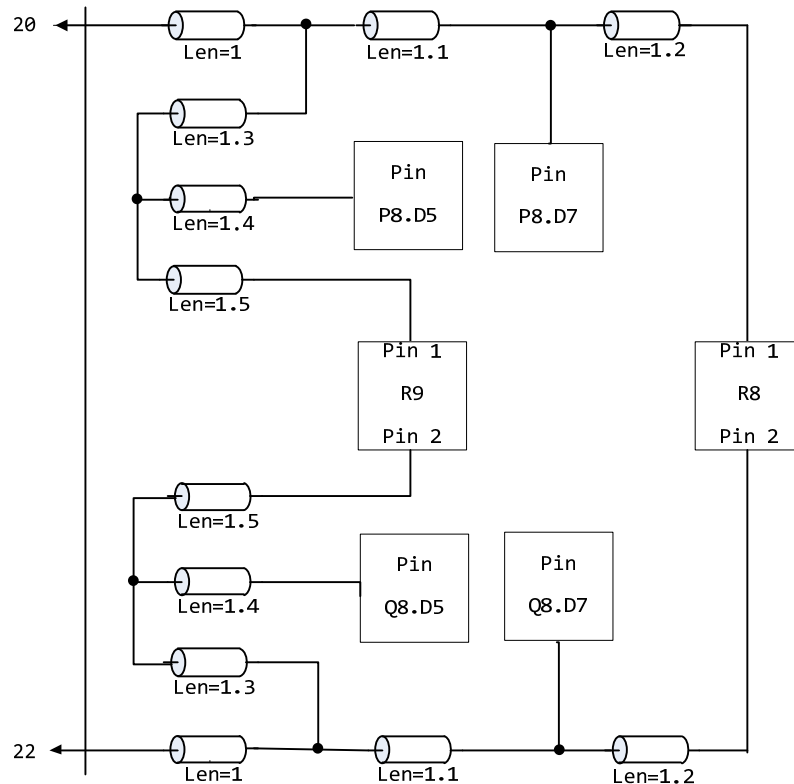 20
Len=1
Len=1.1
Len=1.2
Len=1.3
Pin
P8.D5
Pin
P8.D7
Len=1.4
Len=1.5
Pin 1
R9
Pin 2
Pin 1
R8
Pin 2
Len=1.5
Pin
Q8.D5
Pin
Q8.D7
Len=1.4
Len=1.3
22
Len=1
Len=1.1
Len=1.2